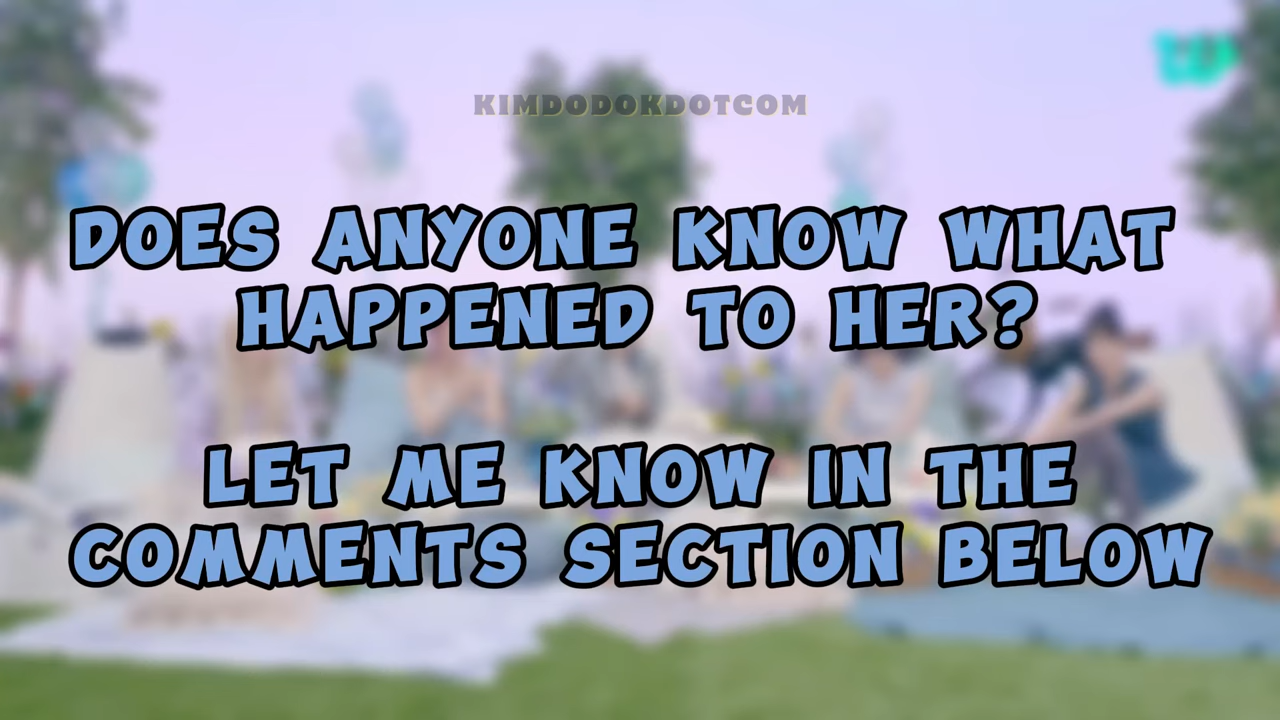 KIMDODOKDOTCOM
DOES ANYONE KNOW WHAT
HAPPENED TO HER?
LET ME KNOW IN THE
COMMENTS SECTION BELOW